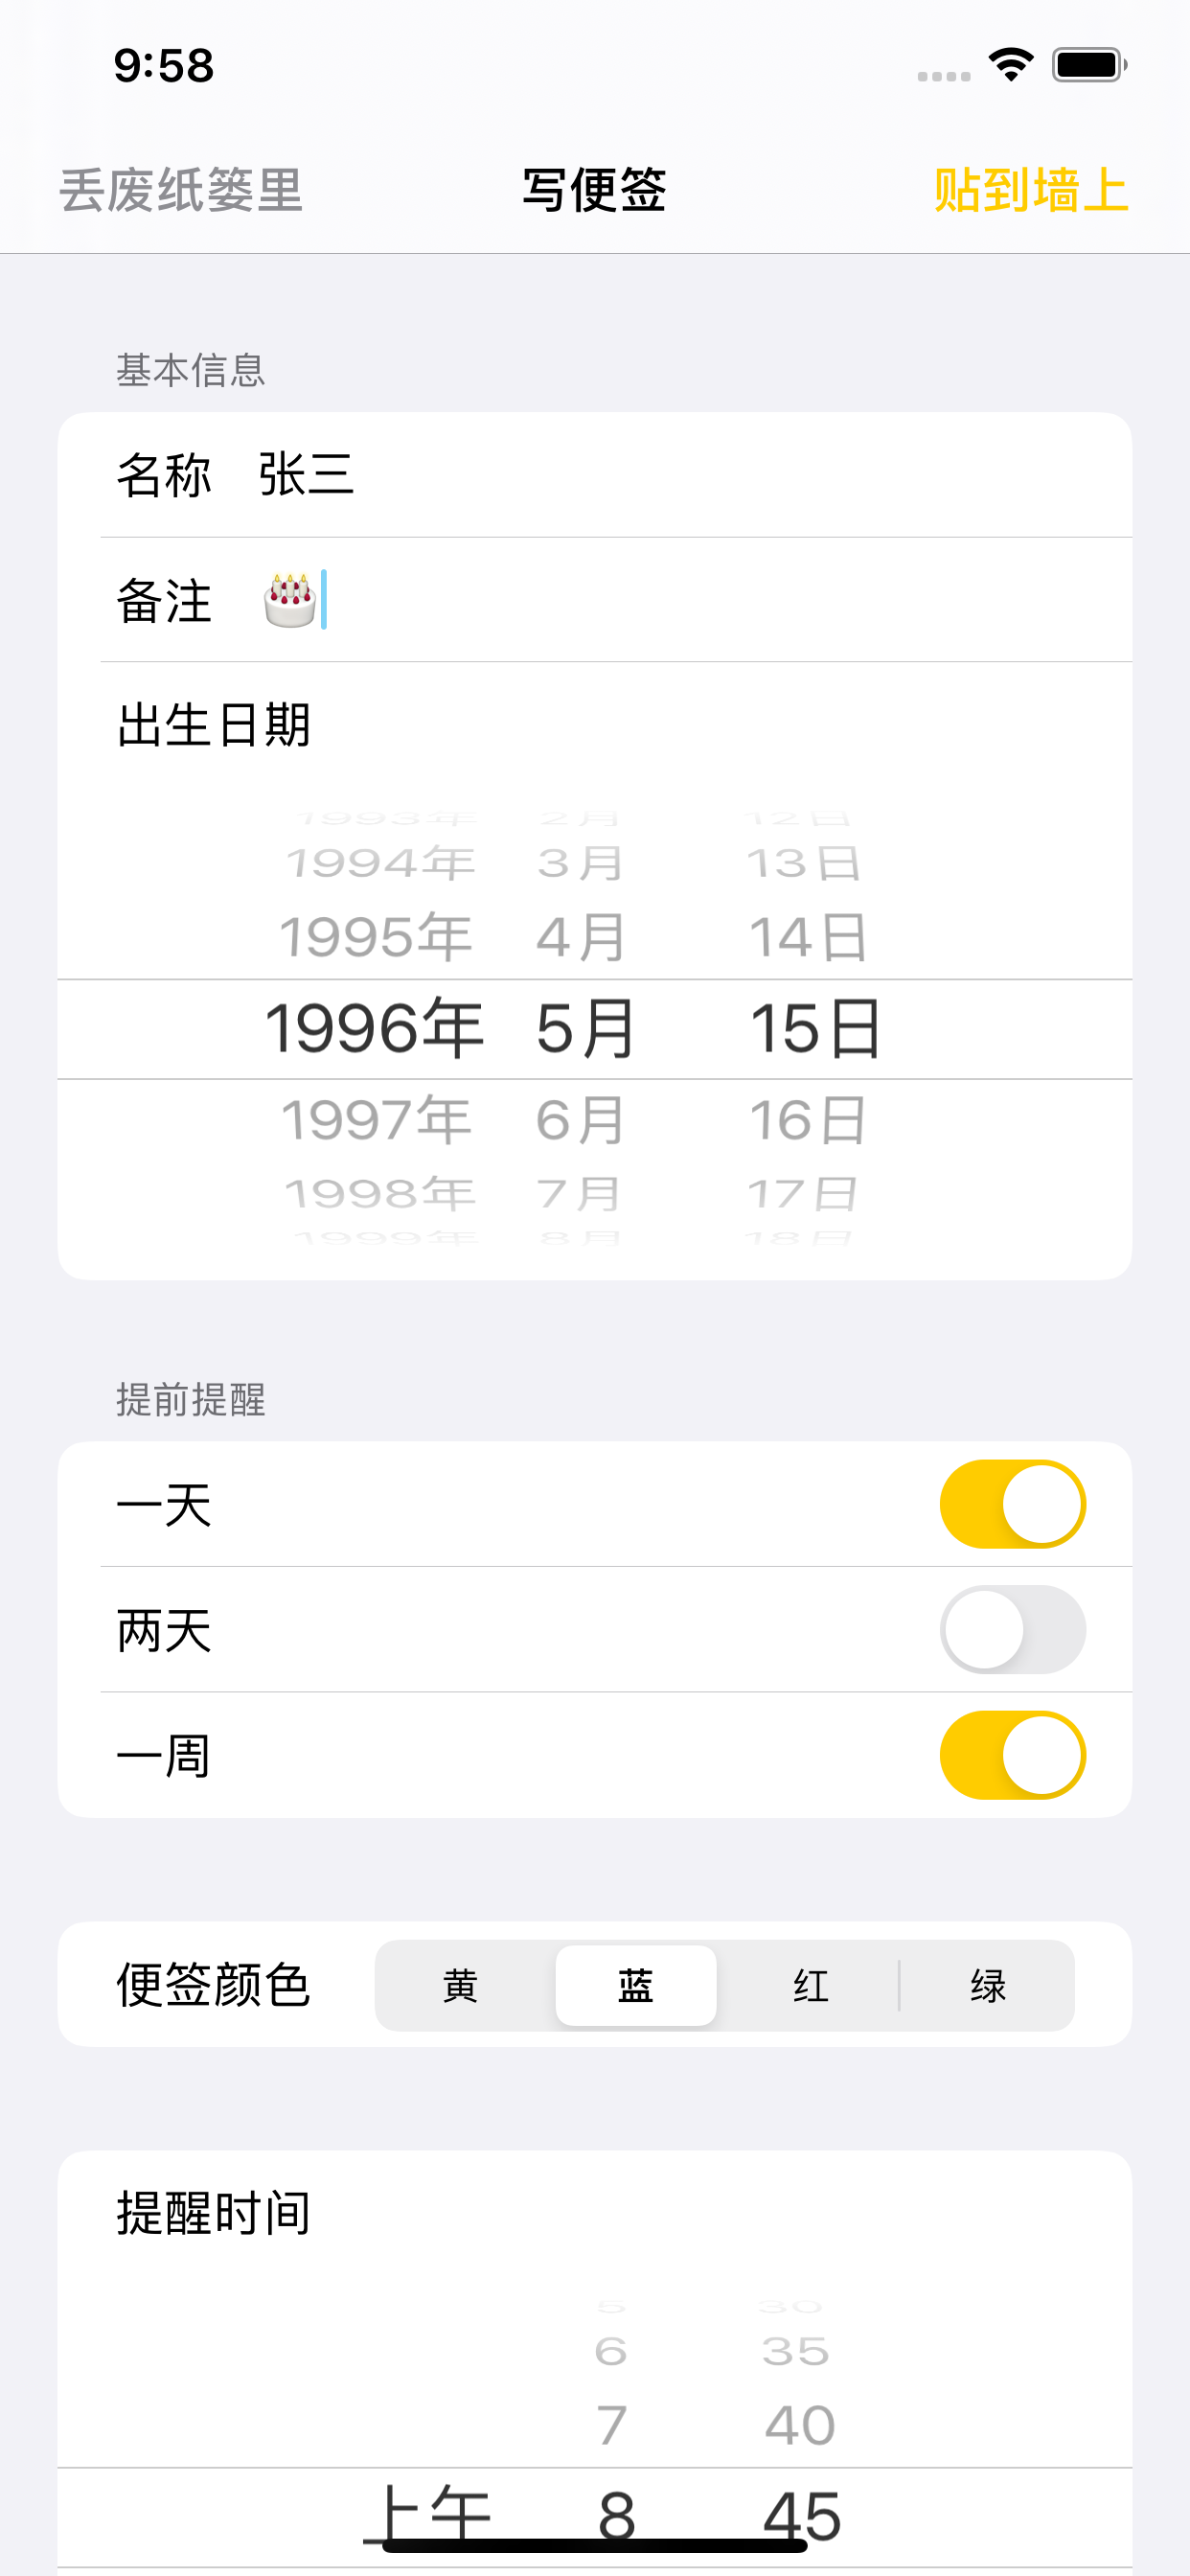 9:58
丢废纸篓里 写便签 贴到墙上
基本信息
名称 张三
备注 🎂
出生日期
1993年 2月 12日
1994年 3月 13日
1995年 4月 14日
1996年 5月 15日
1997年 6月 16日
1998年 7月 17日
1999年 8月 18日
提前提醒
一天
两天
一周
便签颜色 黄 蓝 红 绿
提醒时间
5 30
6 35
7 40
上午 8 45